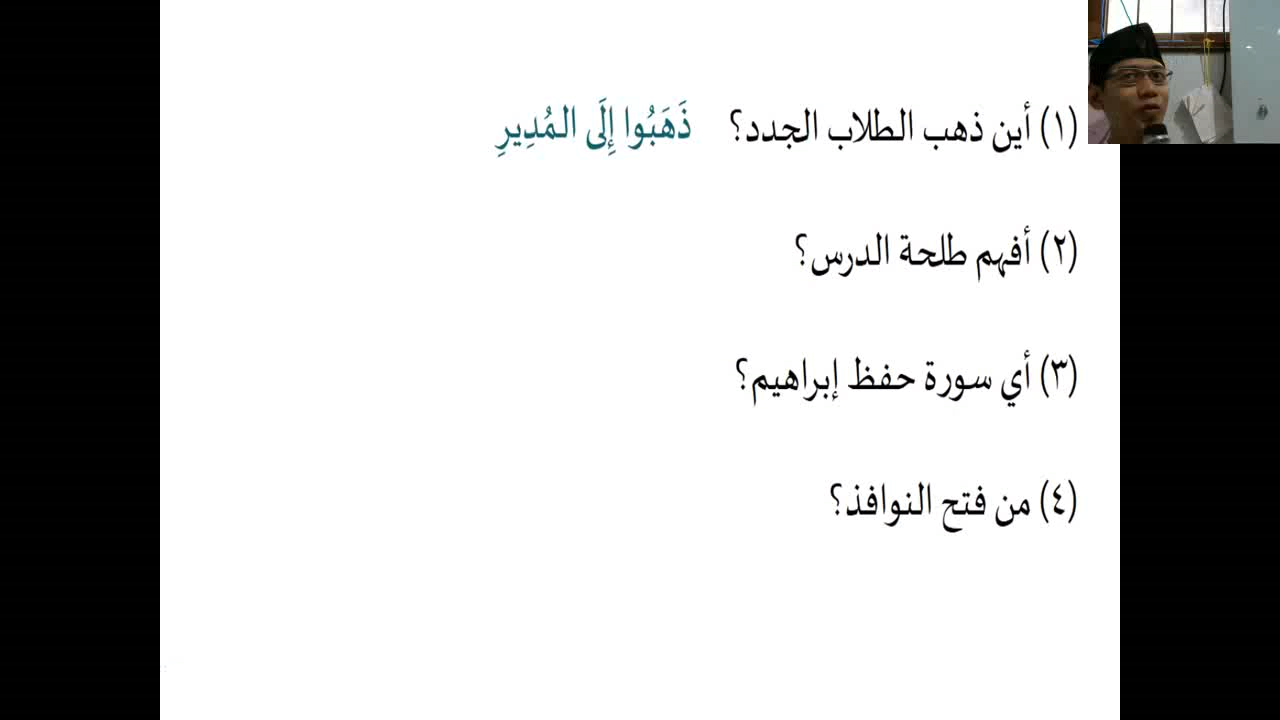 (١) أين ذهب الطلاب الجدد؟ ذَهَبُوا إِلَى المُدِيرِ
(٢) أفهم طلحة الدرس؟
(٣) أي سورة حفظ إبراهيم؟
(٤) من فتح النوافذ؟